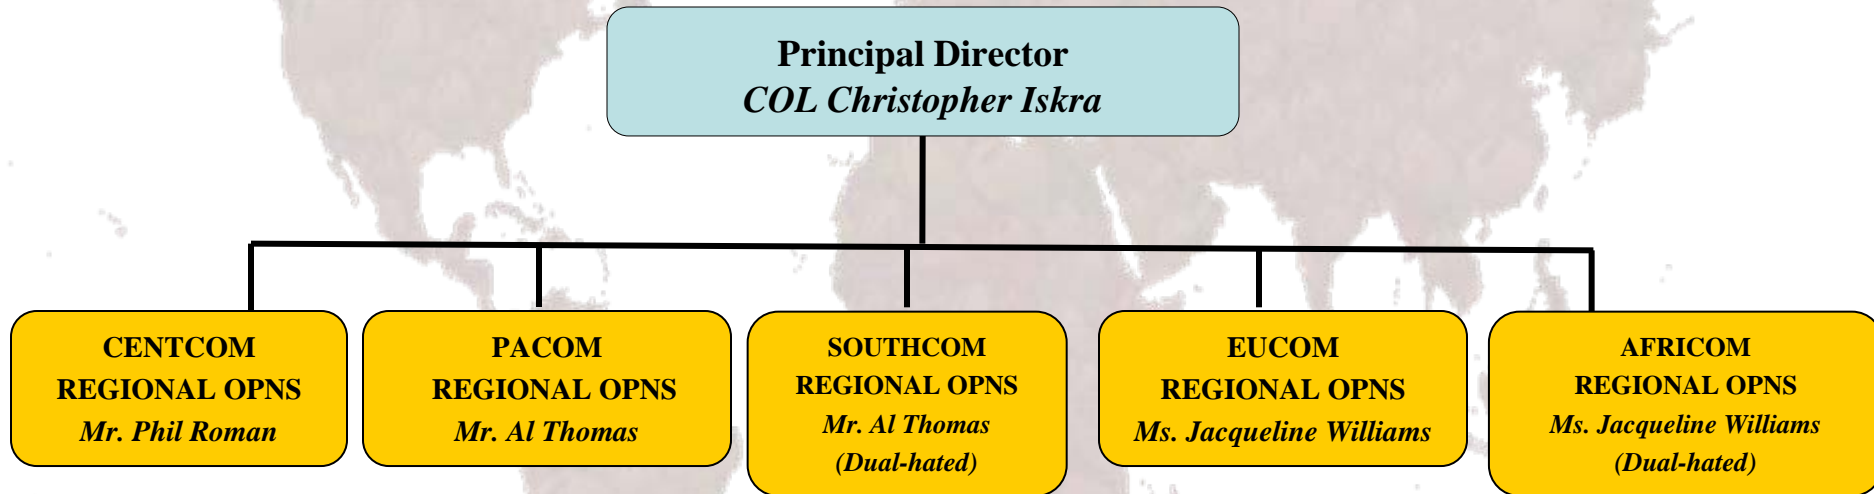 Principal Director
COL Christopher Iskra
CENTCOM
REGIONAL OPNS
Mr. Phil Roman
PACOM
REGIONAL OPNS
Mr. Al Thomas
SOUTHCOM
REGIONAL OPNS
Mr. Al Thomas
(Dual-hated)
EUCOM
REGIONAL OPNS
Ms. Jacqueline Williams
AFRICOM
REGIONAL OPNS
Ms. Jacqueline Williams
(Dual-hated)